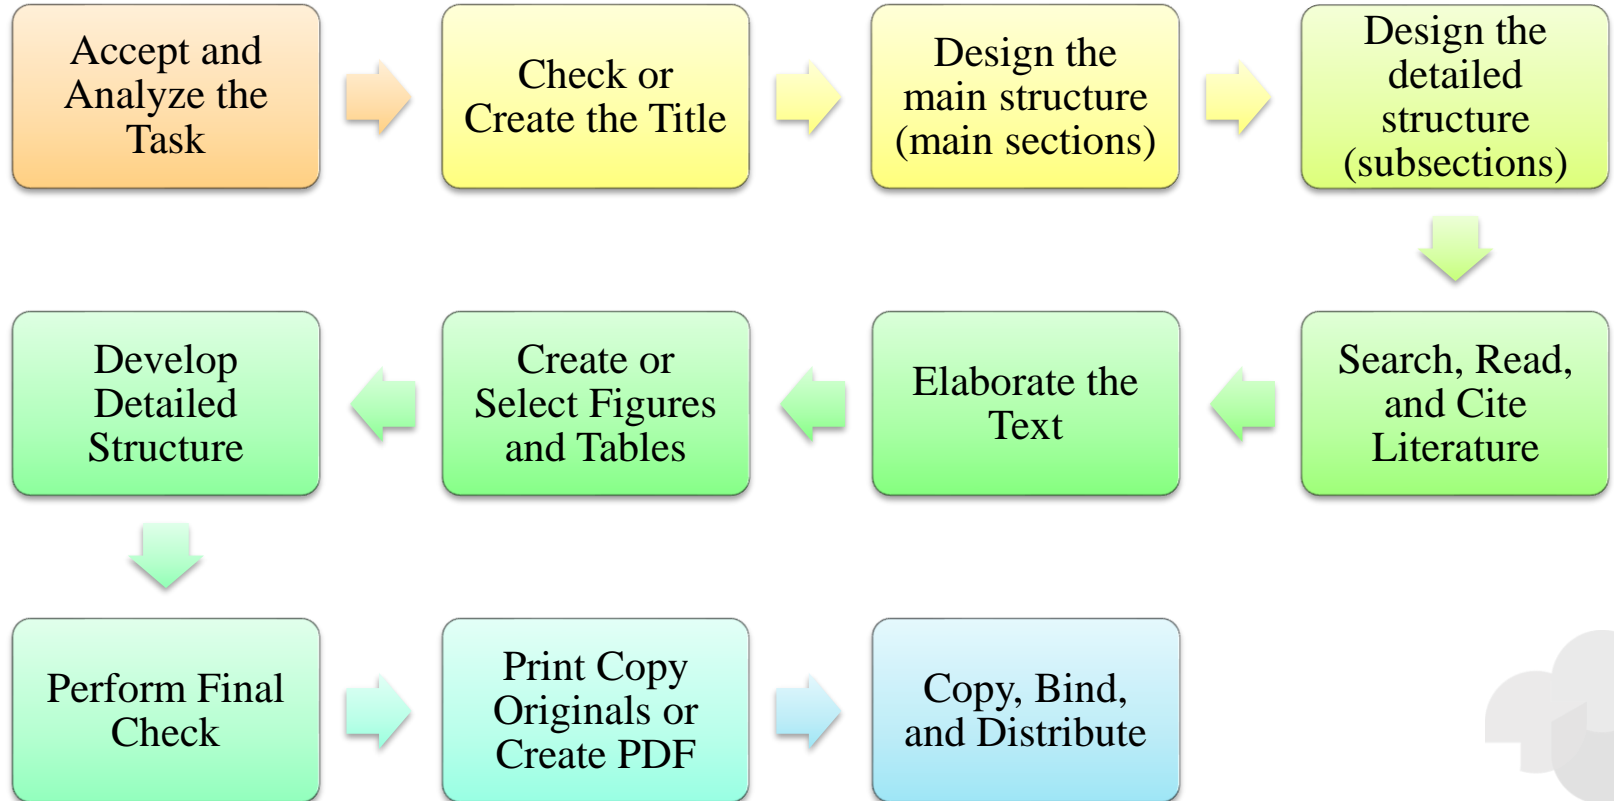 Accept and
Analyze the
Task
Check or
Create the Title
Design the
main structure
(main sections)
Design the
detailed
structure
(subsections)
Search, Read,
and Cite
Literature
Elaborate the
Text
Create or
Select Figures
and Tables
Develop
Detailed
Structure
Perform Final
Check
Print Copy
Originals or
Create PDF
Copy, Bind,
and Distribute